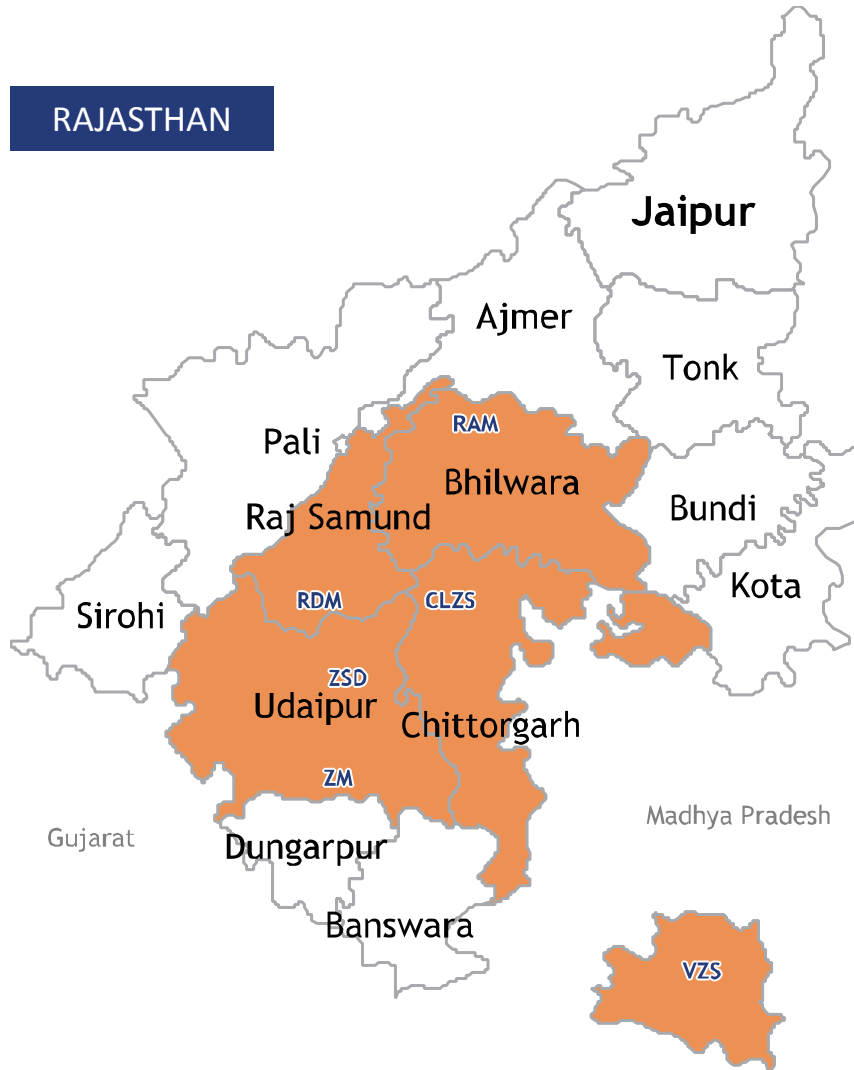 RAJASTHAN
Jaipur
Ajmer
Tonk
RAM
Pali
Bhilwara
Raj Samund
Bundi
Kota
RDM
CLZS
Sirohi
ZSD
Udaipur
Chittorgarh
ZM
Madhya Pradesh
Gujarat
Dungarpur
Banswara
VZS